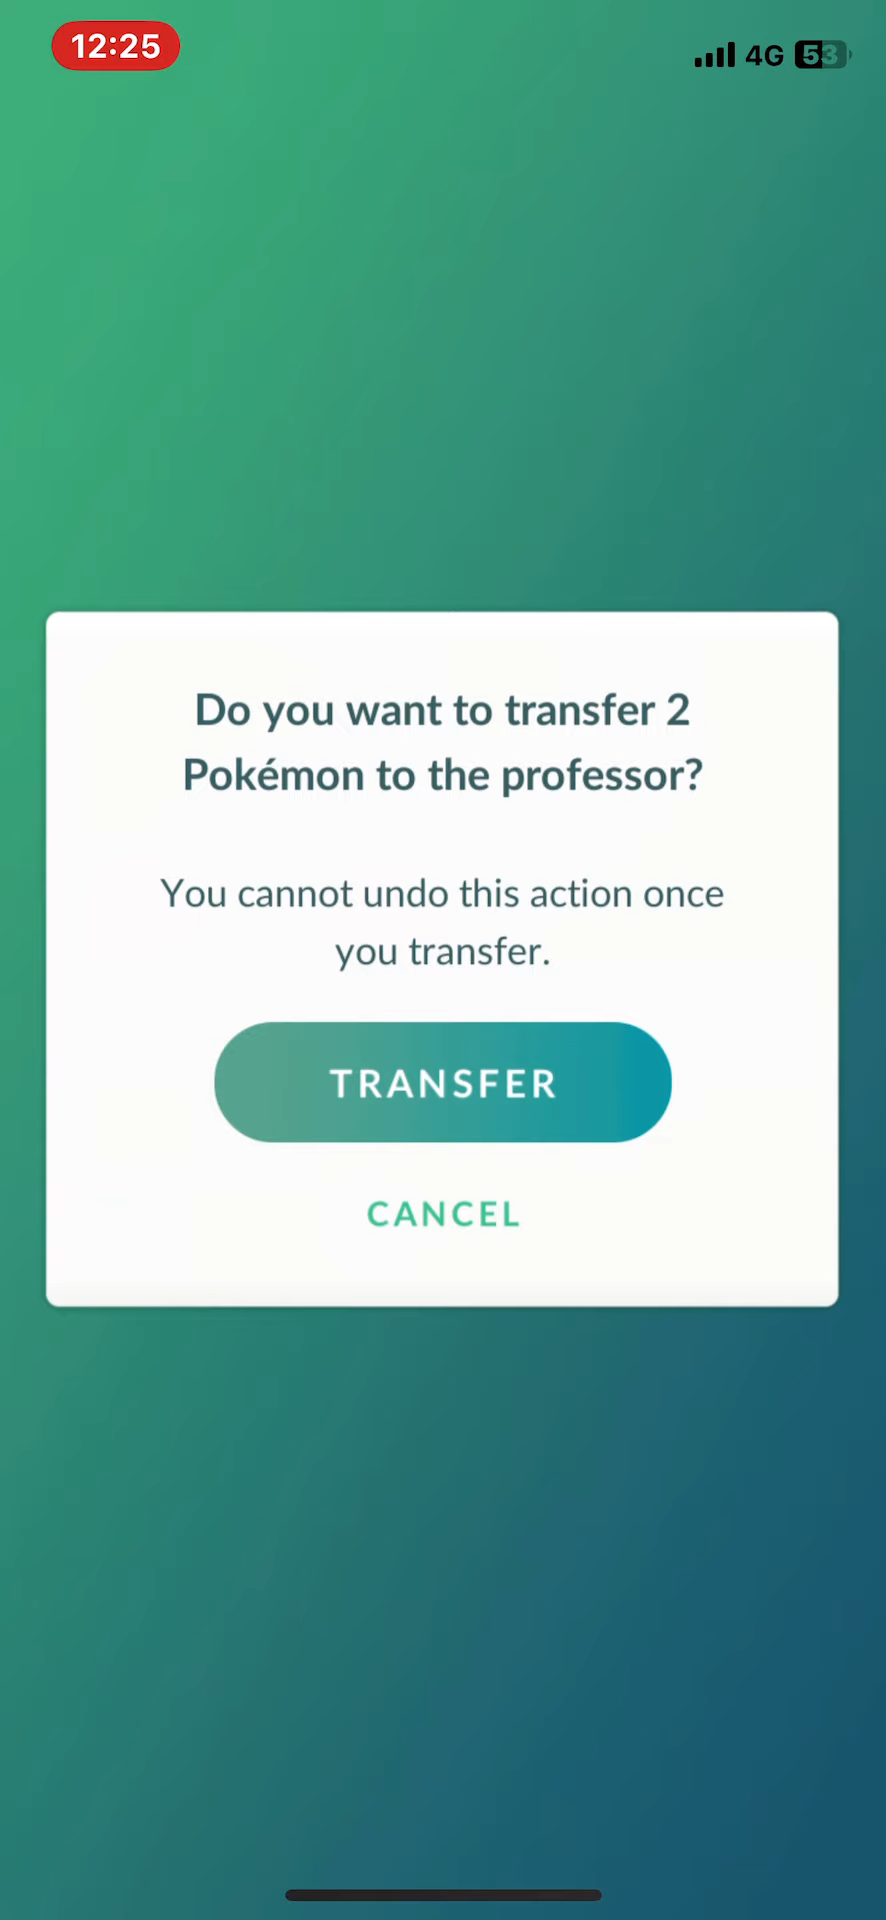 12:25
4G 53
Do you want to transfer 2
Pokémon to the professor?
You cannot undo this action once
you transfer.
TRANSFER
CANCEL